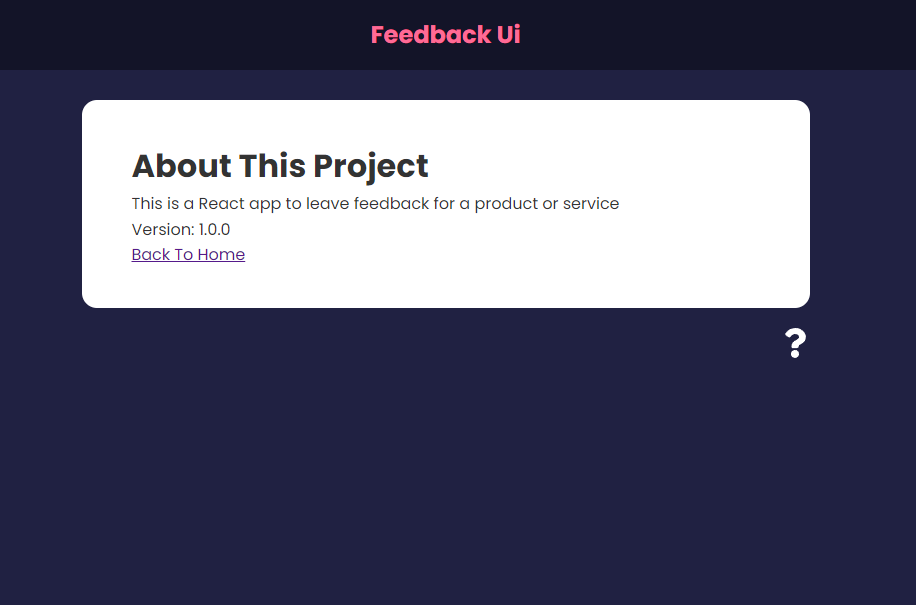 Feedback Ui
About This Project
This is a React app to leave feedback for a product or service
Version: 1.0.0
Back To Home
?